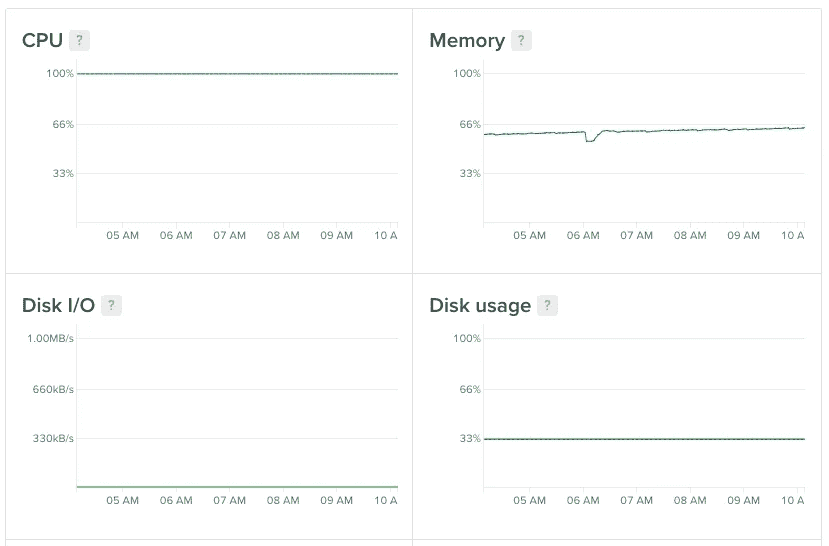 CPU ?
100%
66%
33%
05 AM 06 AM 07 AM 08 AM 09 AM 10 A
Memory ?
100%
66%
33%
05 AM 06 AM 07 AM 08 AM 09 AM 10 A
Disk I/O ?
1.00MB/s
660kB/s
330kB/s
05 AM 06 AM 07 AM 08 AM 09 AM 10 A
Disk usage ?
100%
66%
33%
05 AM 06 AM 07 AM 08 AM 09 AM 10 A